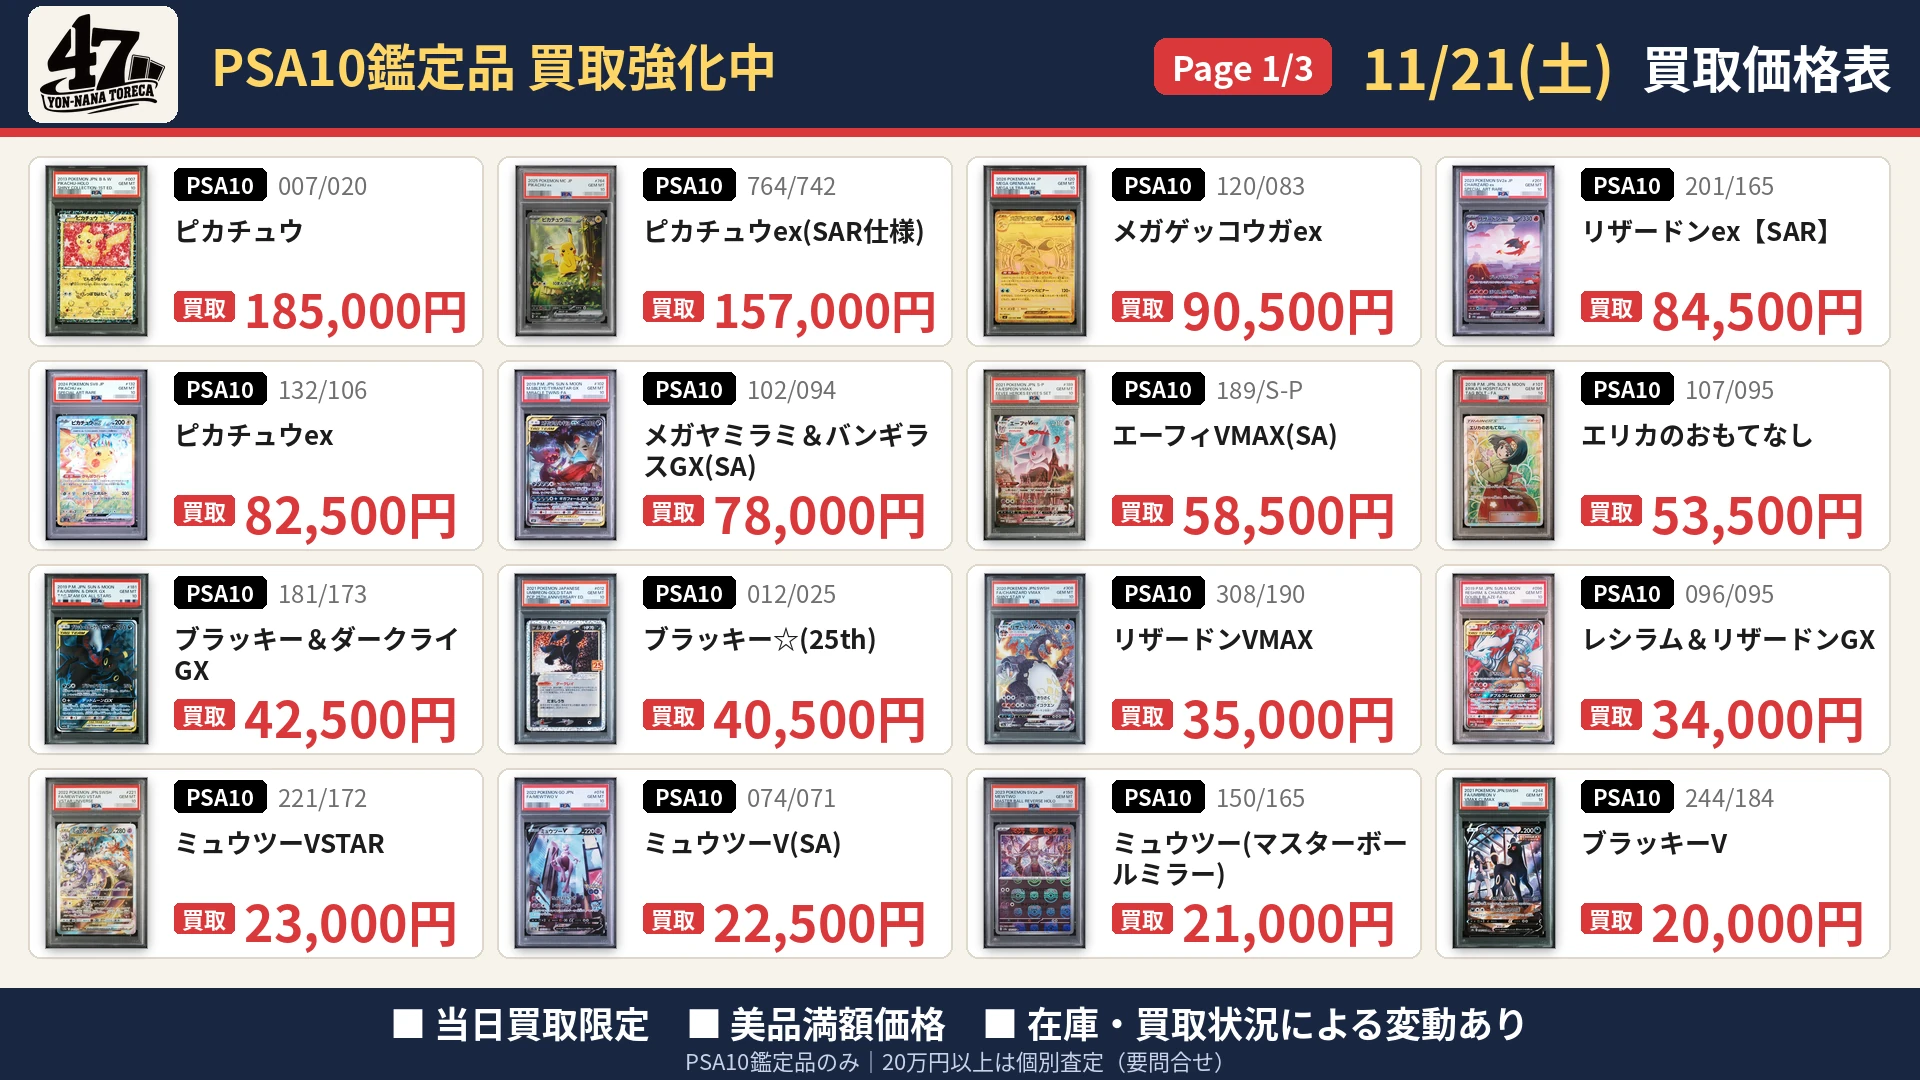 47
YON-NANA TORECA
PSA10鑑定品 買取強化中
Page 1/3
11/21(土) 買取価格表
PSA10 007/020
ピカチュウ
買取 185,000円
PSA10 764/742
ピカチュウex(SAR仕様)
買取 157,000円
PSA10 120/083
メガゲッコウガex
買取 90,500円
PSA10 201/165
リザードンex【SAR】
買取 84,500円
PSA10 132/106
ピカチュウex
買取 82,500円
PSA10 102/094
メガヤミラミ＆バンギラ
スGX(SA)
買取 78,000円
PSA10 189/S-P
エーフィVMAX(SA)
買取 58,500円
PSA10 107/095
エリカのおもてなし
買取 53,500円
PSA10 181/173
ブラッキー＆ダークライ
GX
買取 42,500円
PSA10 012/025
ブラッキー☆(25th)
買取 40,500円
PSA10 308/190
リザードンVMAX
買取 35,000円
PSA10 096/095
レシラム＆リザードンGX
買取 34,000円
PSA10 221/172
ミュウツーVSTAR
買取 23,000円
PSA10 074/071
ミュウツーV(SA)
買取 22,500円
PSA10 150/165
ミュウツー(マスターボー
ルミラー)
買取 21,000円
PSA10 244/184
ブラッキーV
買取 20,000円
■ 当日買取限定 ■ 美品満額価格 ■ 在庫・買取状況による変動あり
PSA10鑑定品のみ｜20万円以上は個別査定（要問合せ）